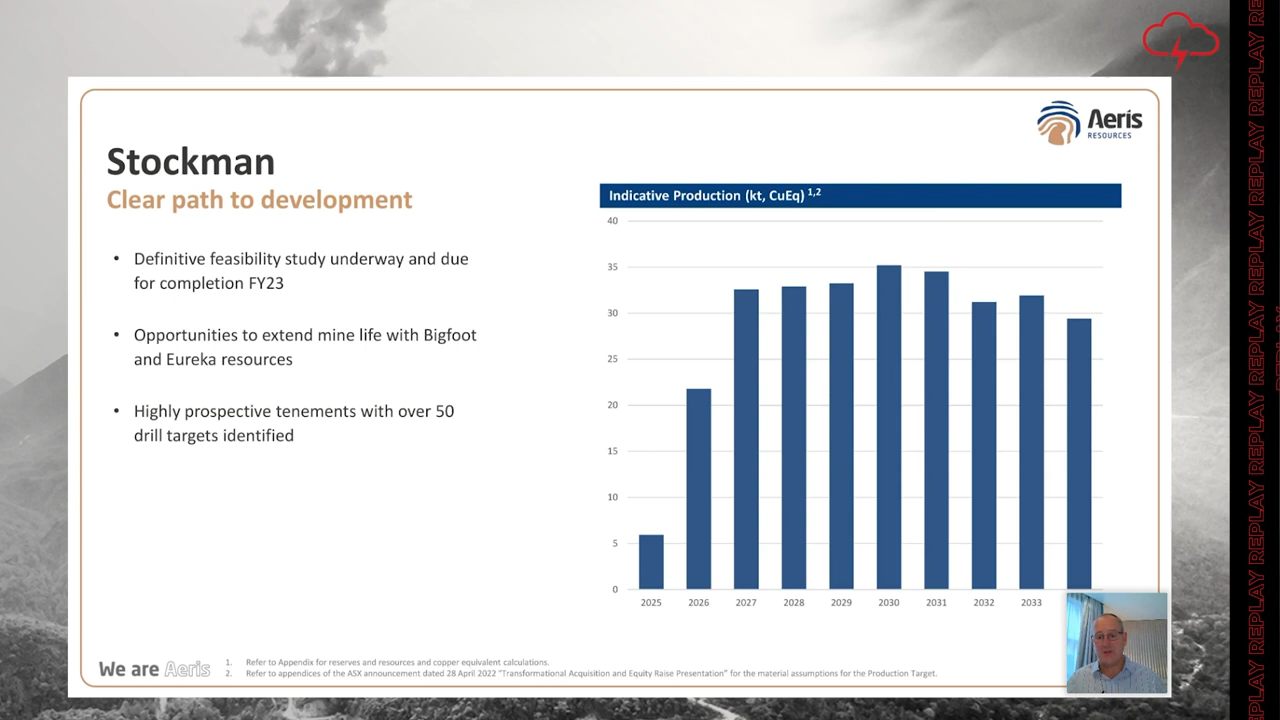 Aeris
RESOURCES
Stockman
Clear path to development
• Definitive feasibility study underway and due
for completion FY23
• Opportunities to extend mine life with Bigfoot
and Eureka resources
• Highly prospective tenements with over 50
drill targets identified
Indicative Production (kt, CuEq) 1,2
40
35
30
25
20
15
10
5
0
2025 2026 2027 2028 2029 2030 2031 2032 2033
We are Aeris
1. Refer to Appendix for reserves and resources and copper equivalent calculations.
2. Refer to appendices of the ASX announcement dated 28 April 2022 "Transformational Acquisition and Equity Raise Presentation" for the material assumptions for the Production Target.
REPLAY REPLAY REPLAY REPLAY REPLAY REPLAY REPLAY REPLAY